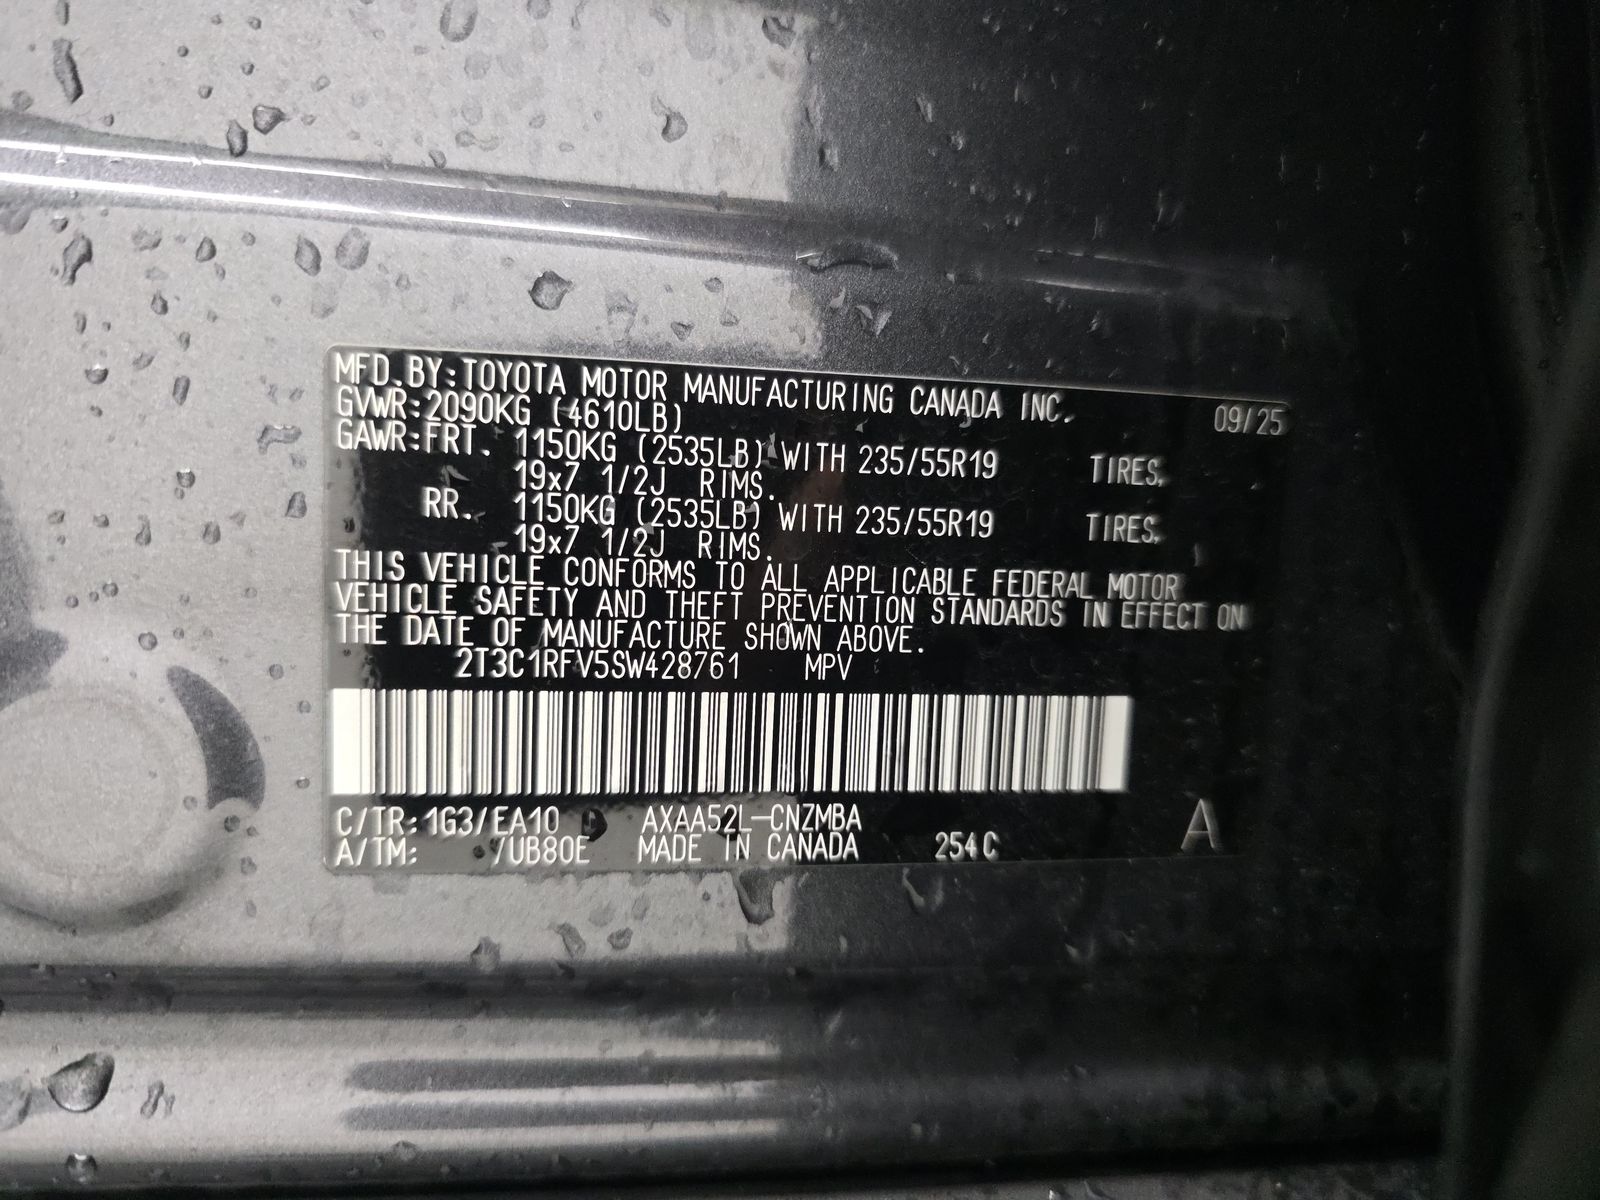 MFD.BY:TOYOTA MOTOR MANUFACTURING CANADA INC. 09/25
GVWR:2090KG (4610LB)
GAWR:FRT. 1150KG (2535LB) WITH 235/55R19 TIRES,
19x7 1/2J RIMS.
RR. 1150KG (2535LB) WITH 235/55R19 TIRES,
19x7 1/2J RIMS.
THIS VEHICLE CONFORMS TO ALL APPLICABLE FEDERAL MOTOR
VEHICLE SAFETY AND THEFT PREVENTION STANDARDS IN EFFECT ON
THE DATE OF MANUFACTURE SHOWN ABOVE.
2T3C1RFV5SW428761 MPV
C/TR:1G3/EA10 AXAA52L-CNZMBA A
A/TM: /UB80E MADE IN CANADA 254C